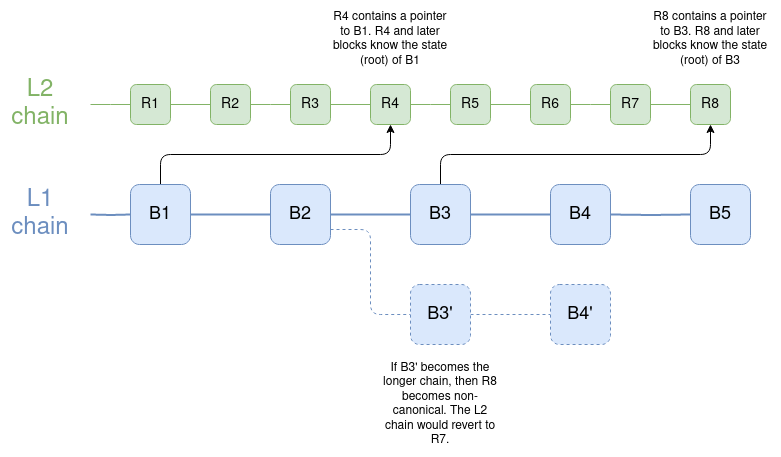 R4 contains a pointer
to B1. R4 and later
blocks know the state
(root) of B1
R8 contains a pointer
to B3. R8 and later
blocks know the state
(root) of B3
L2
chain
R1
R2
R3
R4
R5
R6
R7
R8
L1
chain
B1
B2
B3
B4
B5
B3'
B4'
If B3' becomes the
longer chain, then R8
becomes non-
canonical. The L2
chain would revert to
R7.